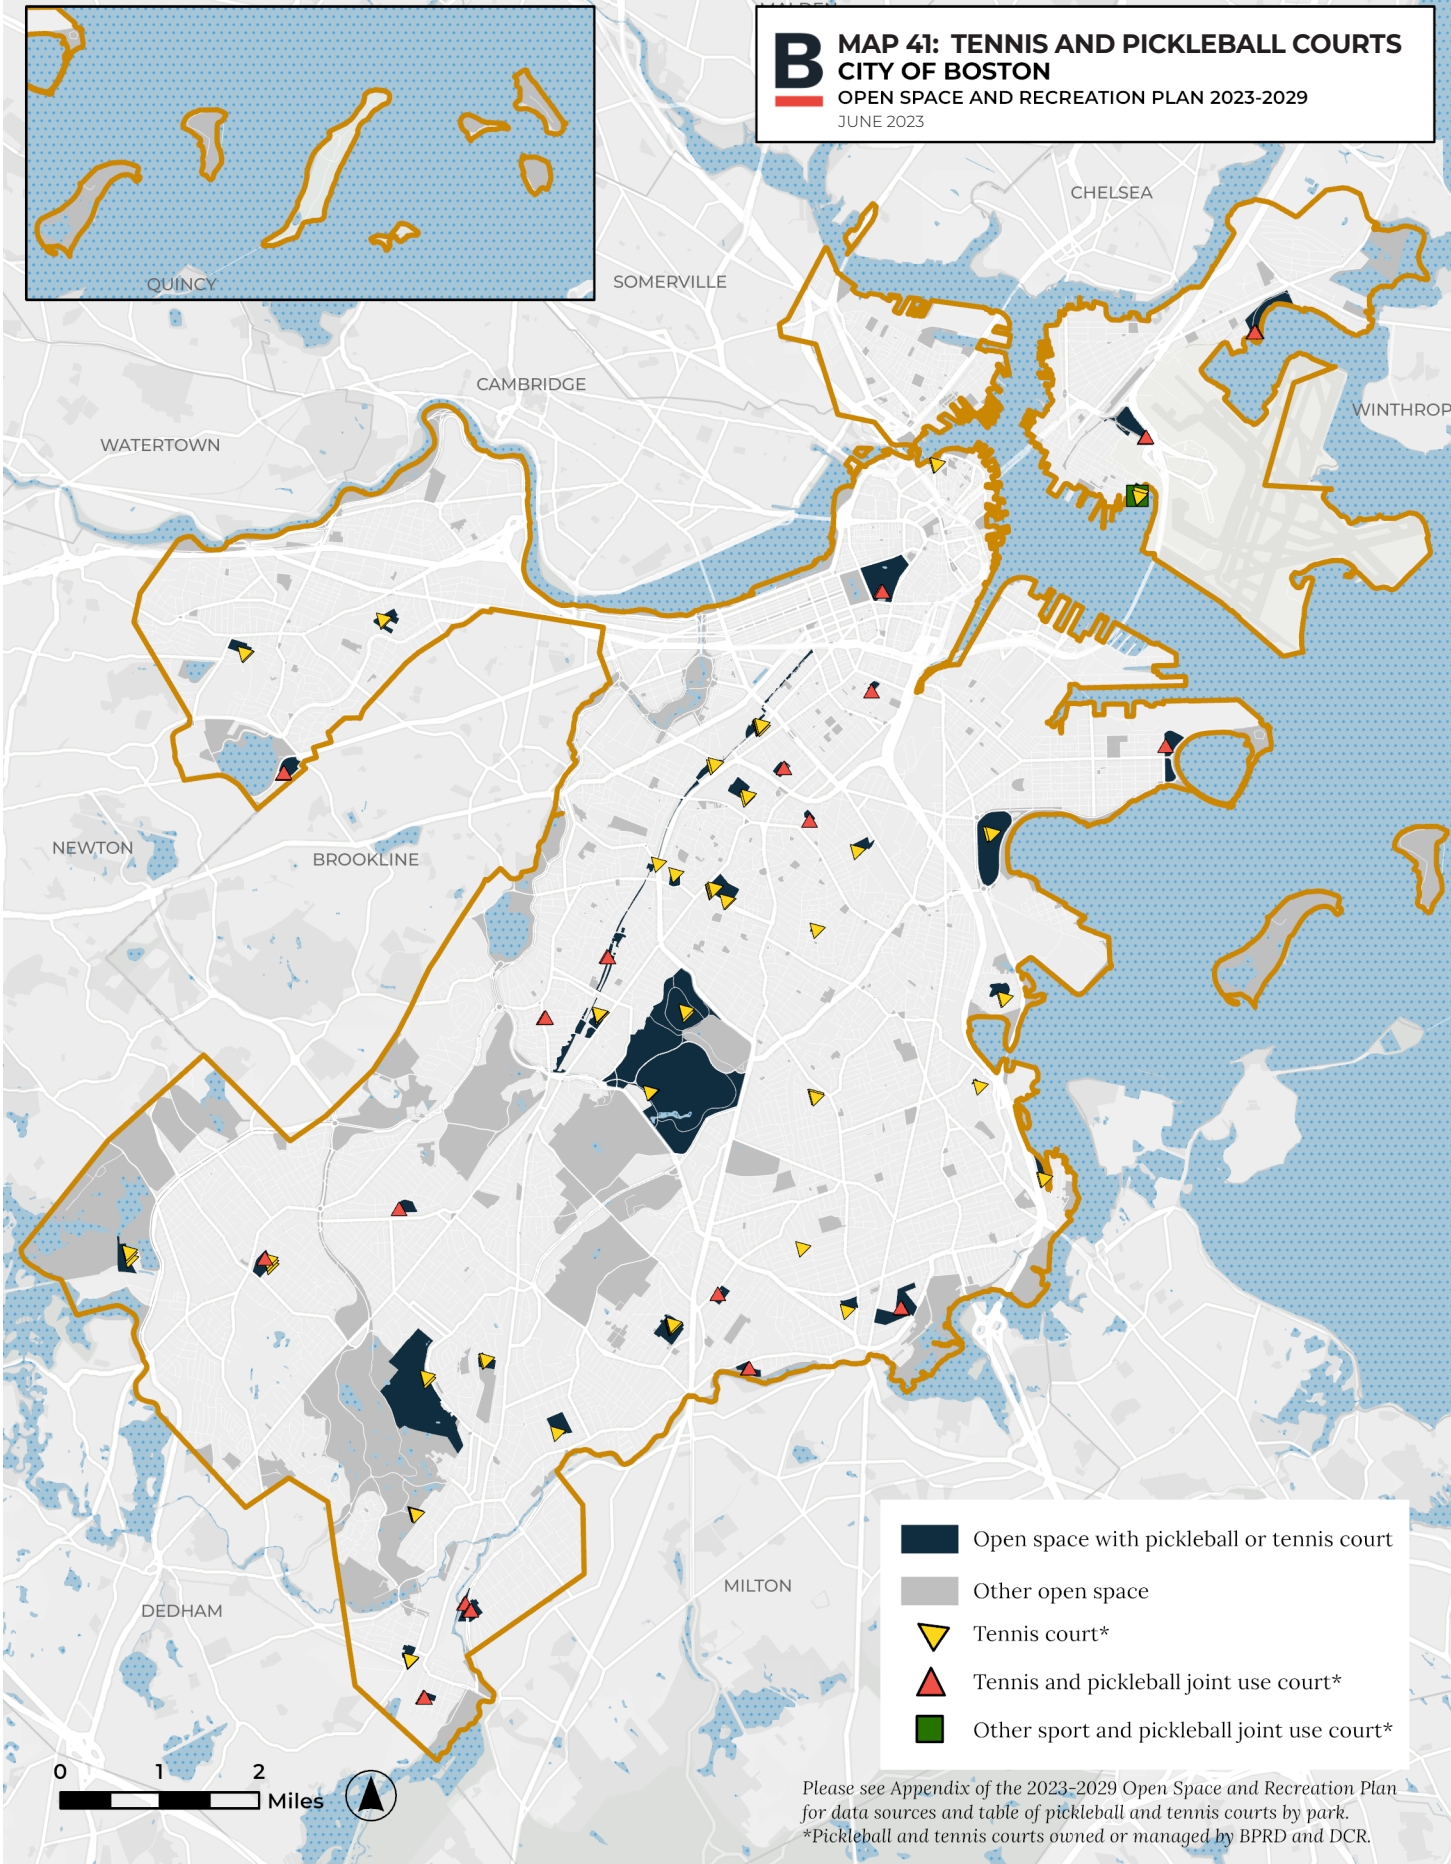 MALDEN
B
MAP 41: TENNIS AND PICKLEBALL COURTS
CITY OF BOSTON
OPEN SPACE AND RECREATION PLAN 2023-2029
JUNE 2023
CHELSEA
QUINCY
SOMERVILLE
CAMBRIDGE
WINTHROP
WATERTOWN
NEWTON
BROOKLINE
MILTON
DEDHAM
Open space with pickleball or tennis court
Other open space
Tennis court*
Tennis and pickleball joint use court*
Other sport and pickleball joint use court*
0 1 2
Miles
Please see Appendix of the 2023-2029 Open Space and Recreation Plan
for data sources and table of pickleball and tennis courts by park.
*Pickleball and tennis courts owned or managed by BPRD and DCR.